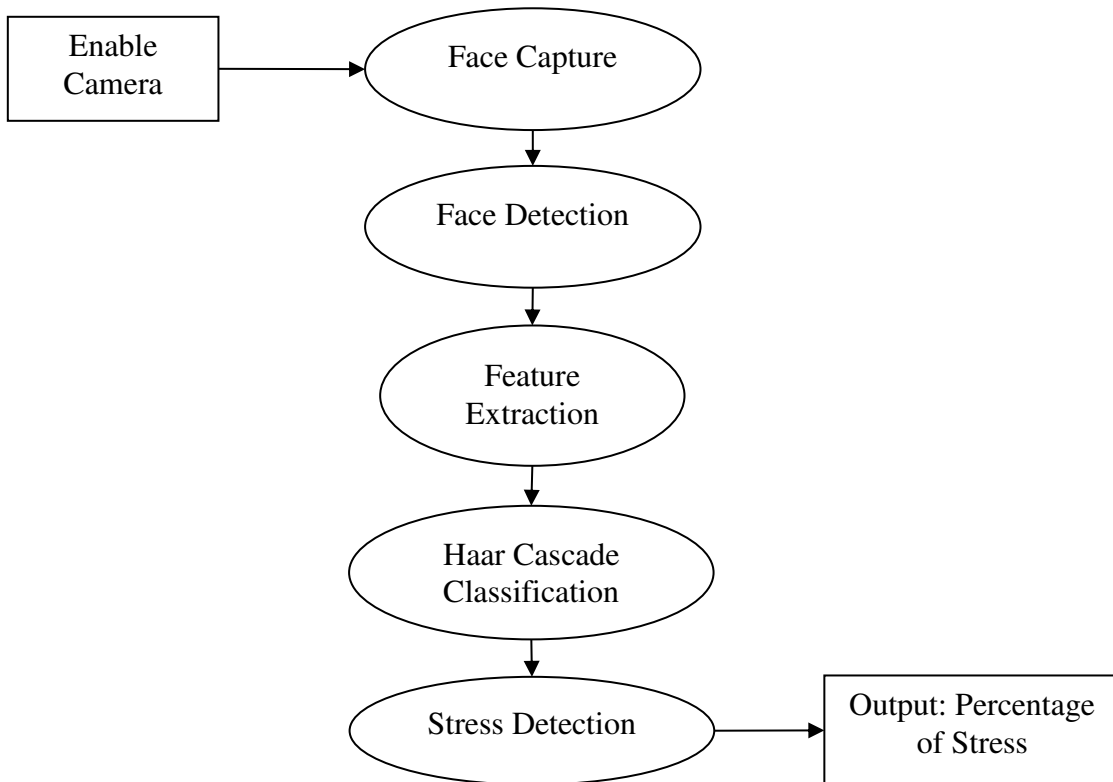 Enable
Camera
Face Capture
Face Detection
Feature
Extraction
Haar Cascade
Classification
Stress Detection
Output: Percentage
of Stress